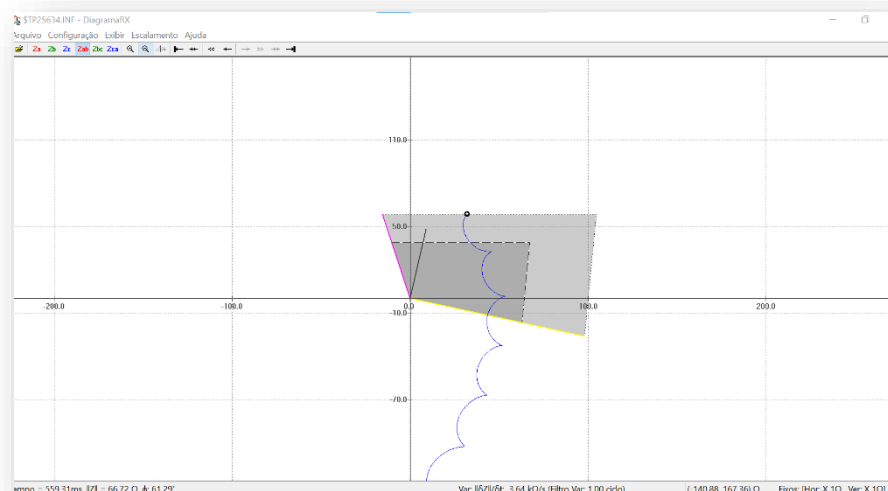 $TP25634.INF - DiagramaRX
Arquivo Configuração Exibir Escalamento Ajuda
Za Zb Zc Zab Zbc Zca
110.0
50.0
-200.0 -100.0 0.0 100.0 200.0
-10.0
-70.0
empo = 559.31ms ||Z|| = 66.72 Ω ϕ: 61.29° Var ||δZ||/δt: 3.64 kΩ/s (Filtro Var: 1.00 ciclo) (-140.88, 167.36) Ω Eixos: [Hor: X 1Ω, Ver: X 1Ω]